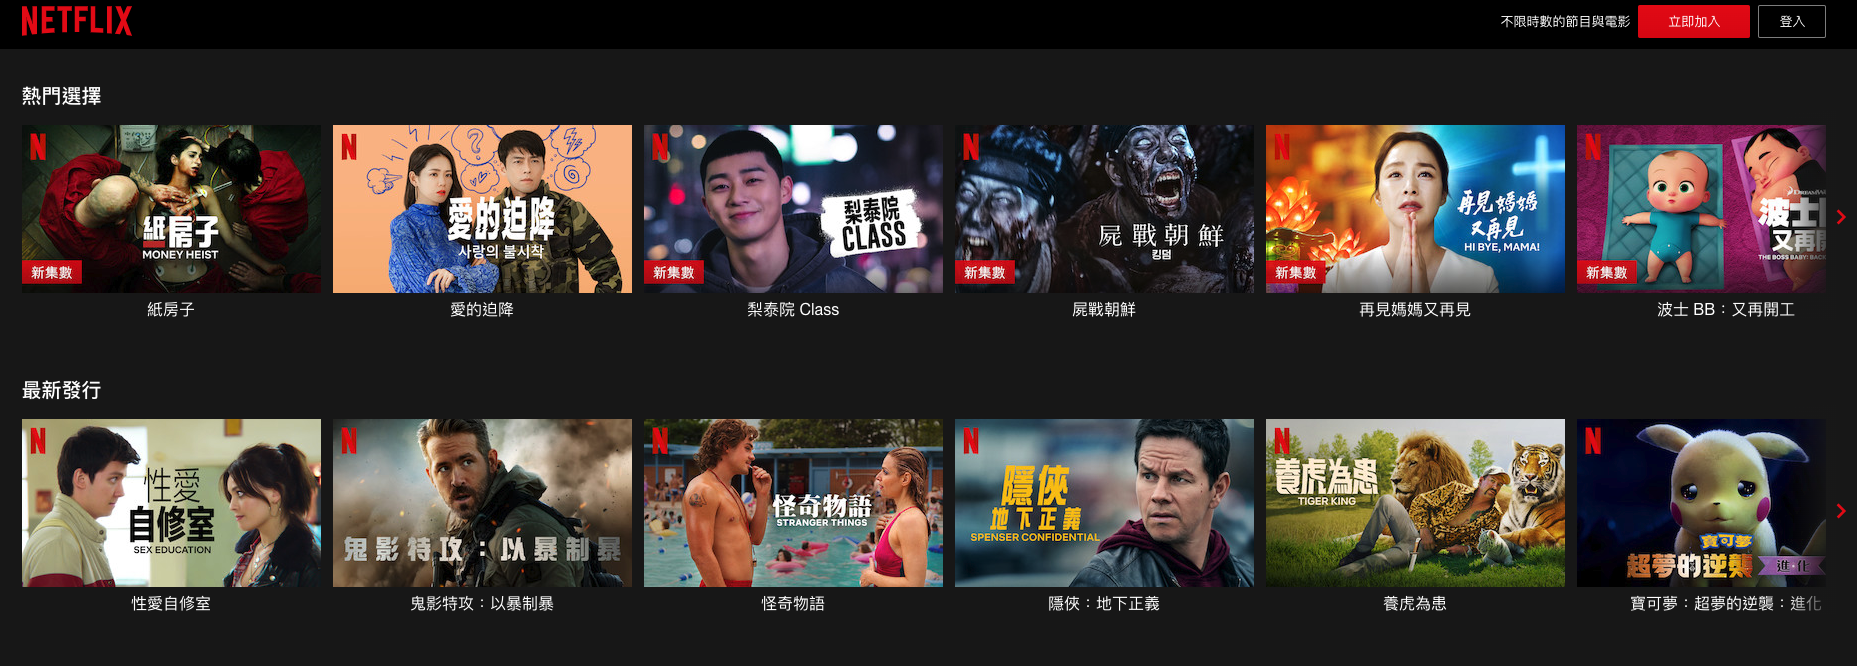 NETFLIX
不限時數的節目與電影
立即加入
登入
熱門選擇
N
紙房子
MONEY HEIST
新集數
N
愛的迫降
사랑의 불시착
N
梨泰院
CLASS
新集數
N
屍戰朝鮮
킹덤
新集數
N
再見媽媽
又再見
HI BYE, MAMA!
新集數
N
DREAMW
波士
又再開
THE BOSS BABY: BACK
新集數
紙房子
愛的迫降
梨泰院 Class
屍戰朝鮮
再見媽媽又再見
波士 BB：又再開工
最新發行
N
性愛
自修室
SEX EDUCATION
N
鬼影特攻：以暴制暴
N
怪奇物語
STRANGER THINGS
N
隱俠
地下正義
SPENSER CONFIDENTIAL
N
養虎為患
TIGER KING
N
寶可夢
超夢的逆襲
進化
性愛自修室
鬼影特攻：以暴制暴
怪奇物語
隱俠：地下正義
養虎為患
寶可夢：超夢的逆襲：進化